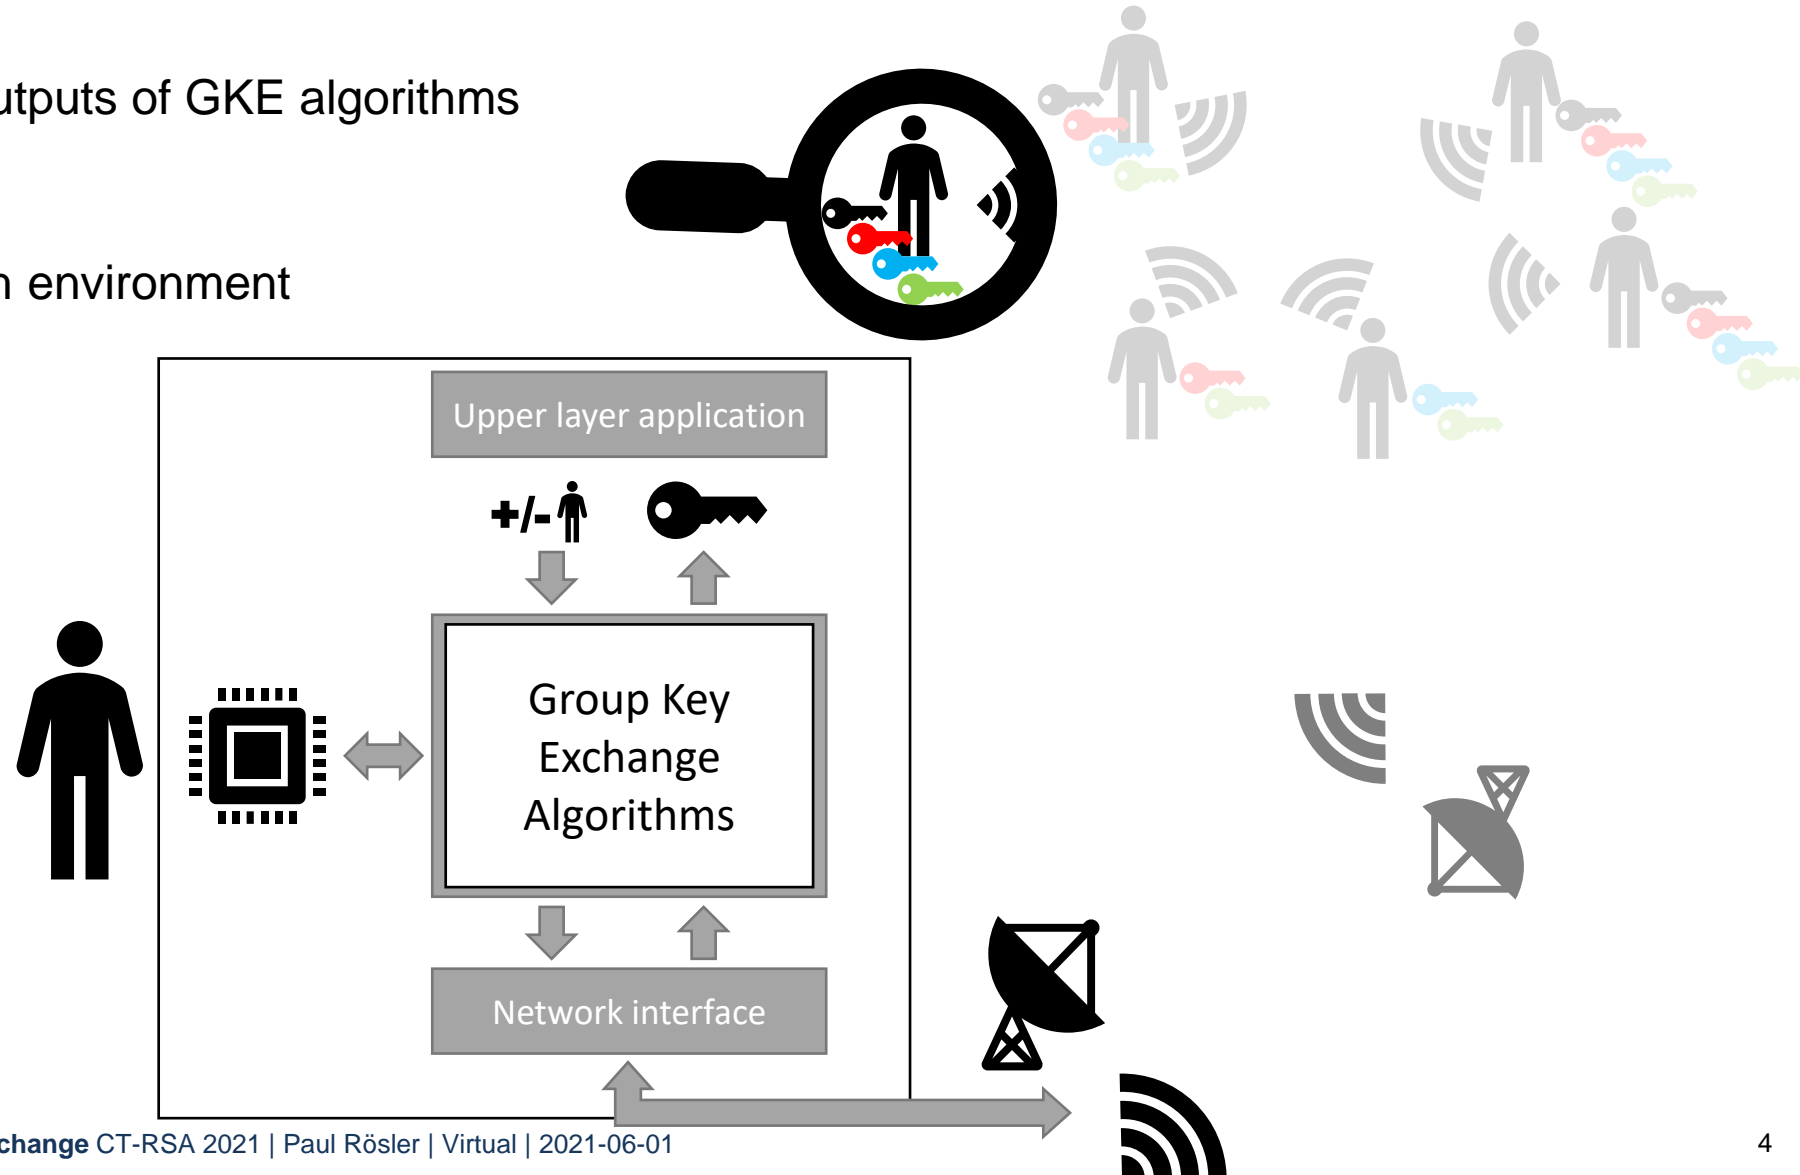 utputs of GKE algorithms
n environment
Upper layer application
+/-
Group Key
Exchange
Algorithms
Network interface
change CT-RSA 2021 | Paul Rösler | Virtual | 2021-06-01
4